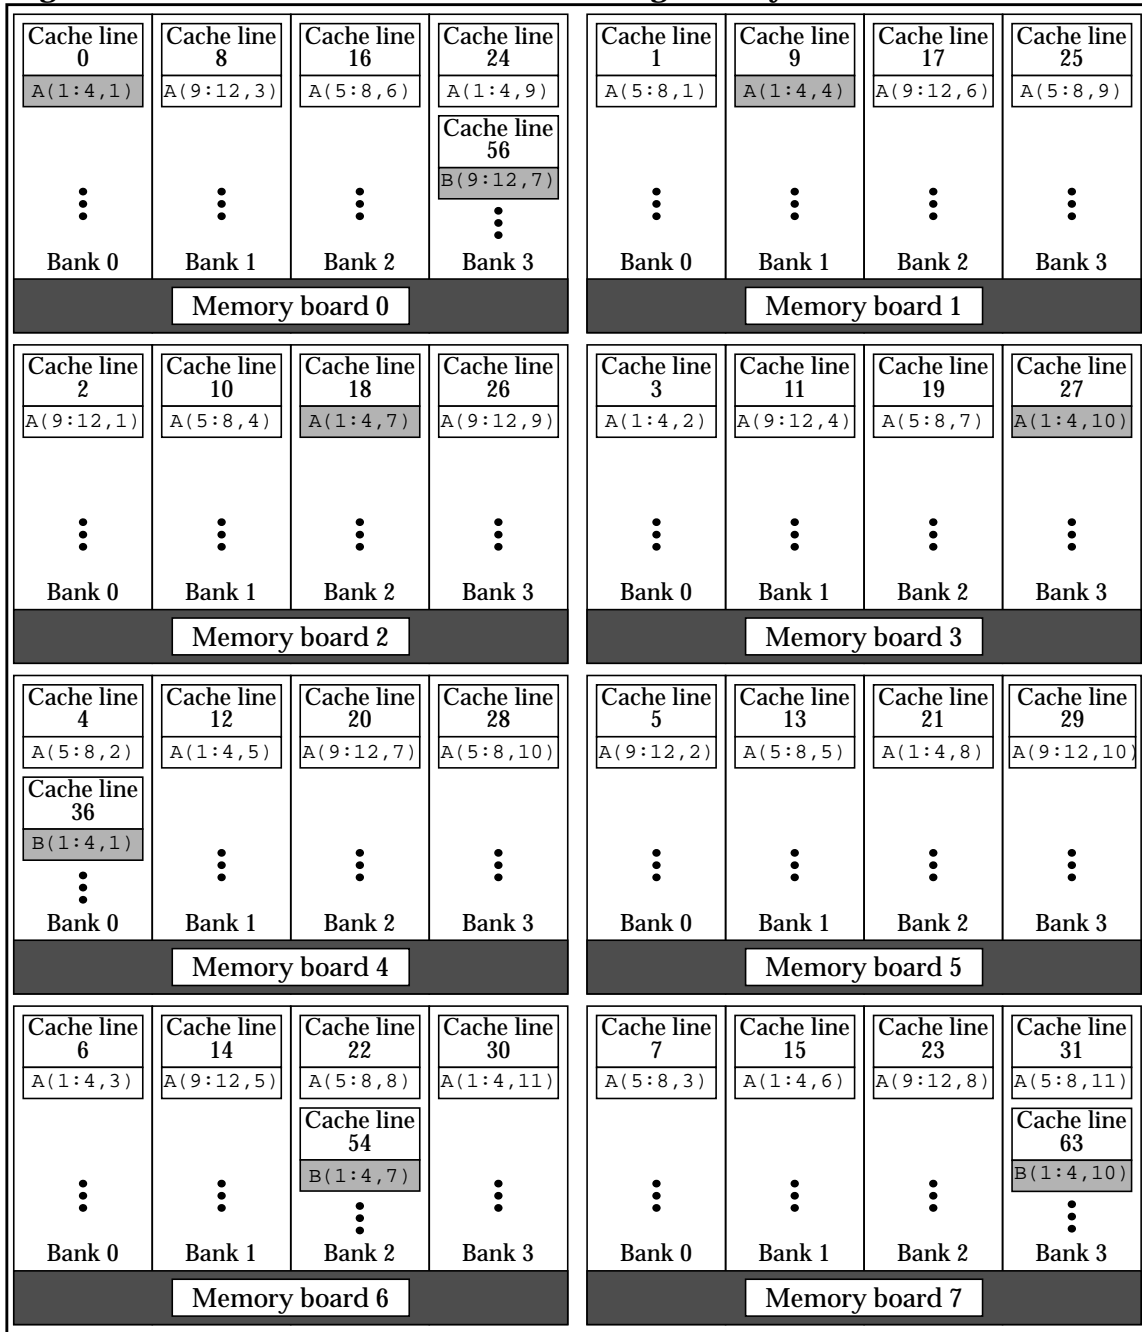 Cache line Cache line Cache line Cache line
0 8 16 24
A(1:4,1) A(9:12,3) A(5:8,6) A(1:4,9)
Cache line
56
B(9:12,7)
Bank 0 Bank 1 Bank 2 Bank 3
Memory board 0
Cache line Cache line Cache line Cache line
1 9 17 25
A(5:8,1) A(1:4,4) A(9:12,6) A(5:8,9)
Bank 0 Bank 1 Bank 2 Bank 3
Memory board 1
Cache line Cache line Cache line Cache line
2 10 18 26
A(9:12,1) A(5:8,4) A(1:4,7) A(9:12,9)
Bank 0 Bank 1 Bank 2 Bank 3
Memory board 2
Cache line Cache line Cache line Cache line
3 11 19 27
A(1:4,2) A(9:12,4) A(5:8,7) A(1:4,10)
Bank 0 Bank 1 Bank 2 Bank 3
Memory board 3
Cache line Cache line Cache line Cache line
4 12 20 28
A(5:8,2) A(1:4,5) A(9:12,7) A(5:8,10)
Cache line
36
B(1:4,1)
Bank 0 Bank 1 Bank 2 Bank 3
Memory board 4
Cache line Cache line Cache line Cache line
5 13 21 29
A(9:12,2) A(5:8,5) A(1:4,8) A(9:12,10)
Bank 0 Bank 1 Bank 2 Bank 3
Memory board 5
Cache line Cache line Cache line Cache line
6 14 22 30
A(1:4,3) A(9:12,5) A(5:8,8) A(1:4,11)
Cache line
54
B(1:4,7)
Bank 0 Bank 1 Bank 2 Bank 3
Memory board 6
Cache line Cache line Cache line Cache line
7 15 23 31
A(5:8,3) A(1:4,6) A(9:12,8) A(5:8,11)
Cache line
63
B(1:4,10)
Bank 0 Bank 1 Bank 2 Bank 3
Memory board 7